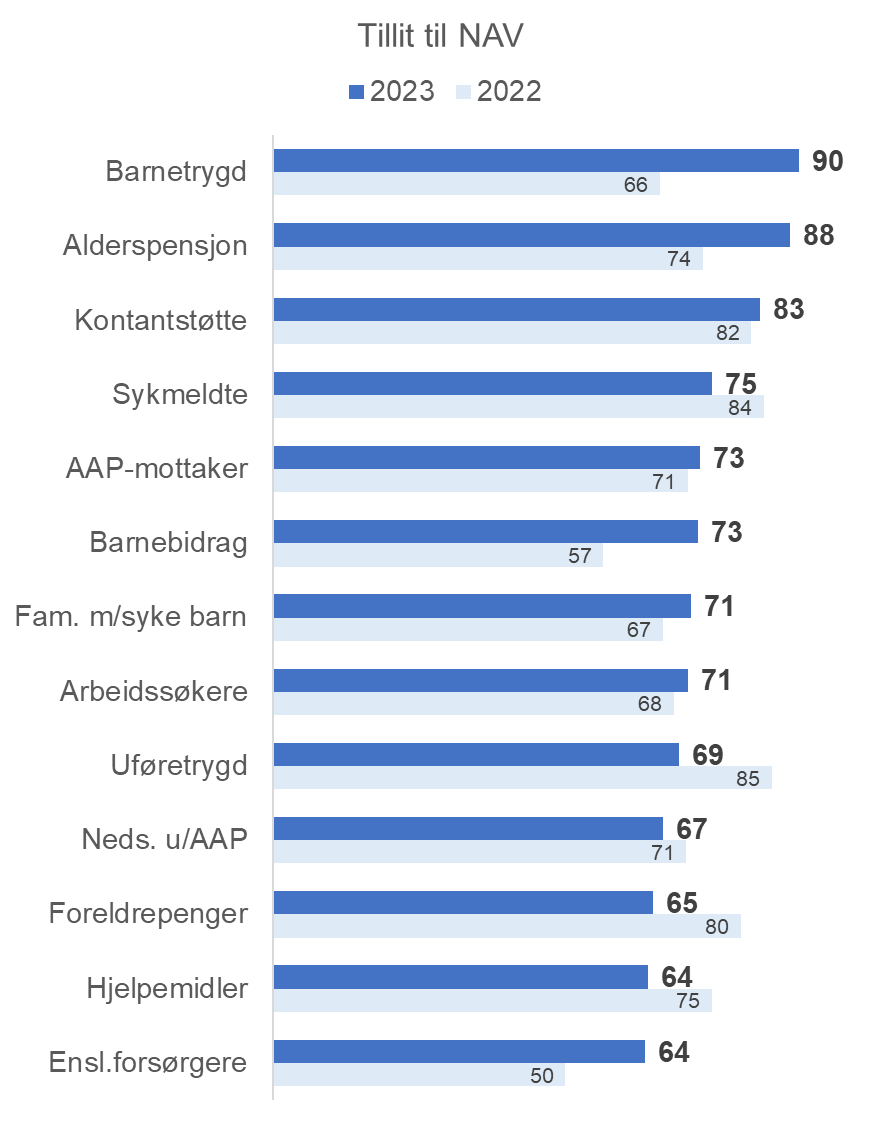 Tillit til NAV
2023 2022
Barnetrygd 90
66
Alderspensjon 88
74
Kontantstøtte 83
82
Sykmeldte 75
84
AAP-mottaker 73
71
Barnebidrag 73
57
Fam. m/syke barn 71
67
Arbeidssøkere 71
68
Uføretrygd 69
85
Neds. u/AAP 67
71
Foreldrepenger 65
80
Hjelpemidler 64
75
Ensl.forsørgere 64
50